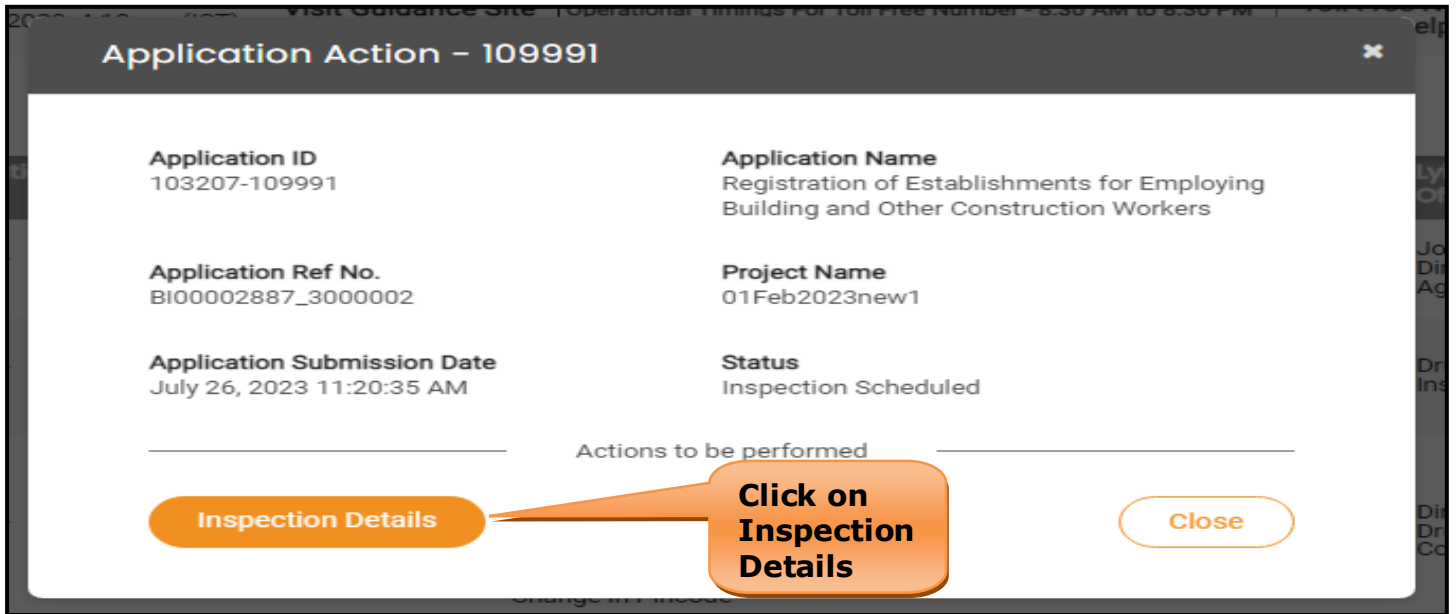 Visit Guidance Site | Operational Timings For Toll Free Number - 8:30 AM to 8:30 PM
Application Action - 109991
Application ID
103207-109991
Application Name
Registration of Establishments for Employing
Building and Other Construction Workers
Application Ref No.
BI00002887_3000002
Project Name
01Feb2023new1
Application Submission Date
July 26, 2023 11:20:35 AM
Status
Inspection Scheduled
Actions to be performed
Inspection Details
Click on
Inspection
Details
Close